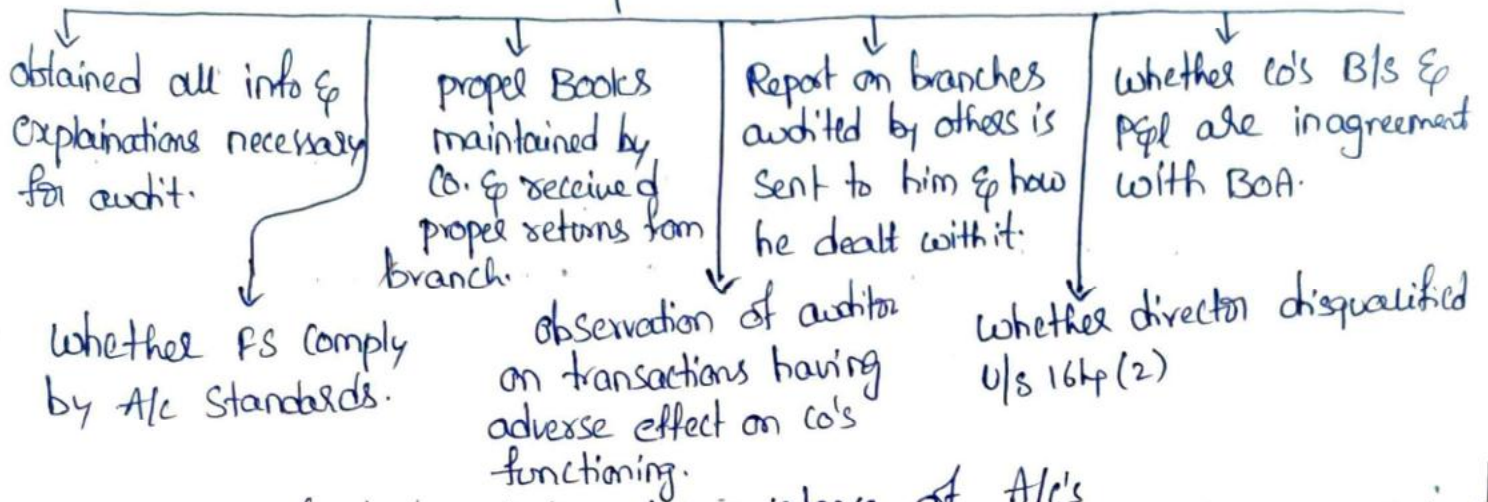 obtained all info &
explainations necessary
for audit.
proper Books
maintained by
Co. & received
proper returns from
branch.
Report on branches
audited by others is
sent to him & how
he dealt with it.
whether co's B/s &
P&l are inagreement
with BOA.
whether FS comply
by A/c Standards.
observation of auditor
on transactions having
adverse effect on co's
functioning.
whether director disqualified
U/s 164(2)
of A/c's